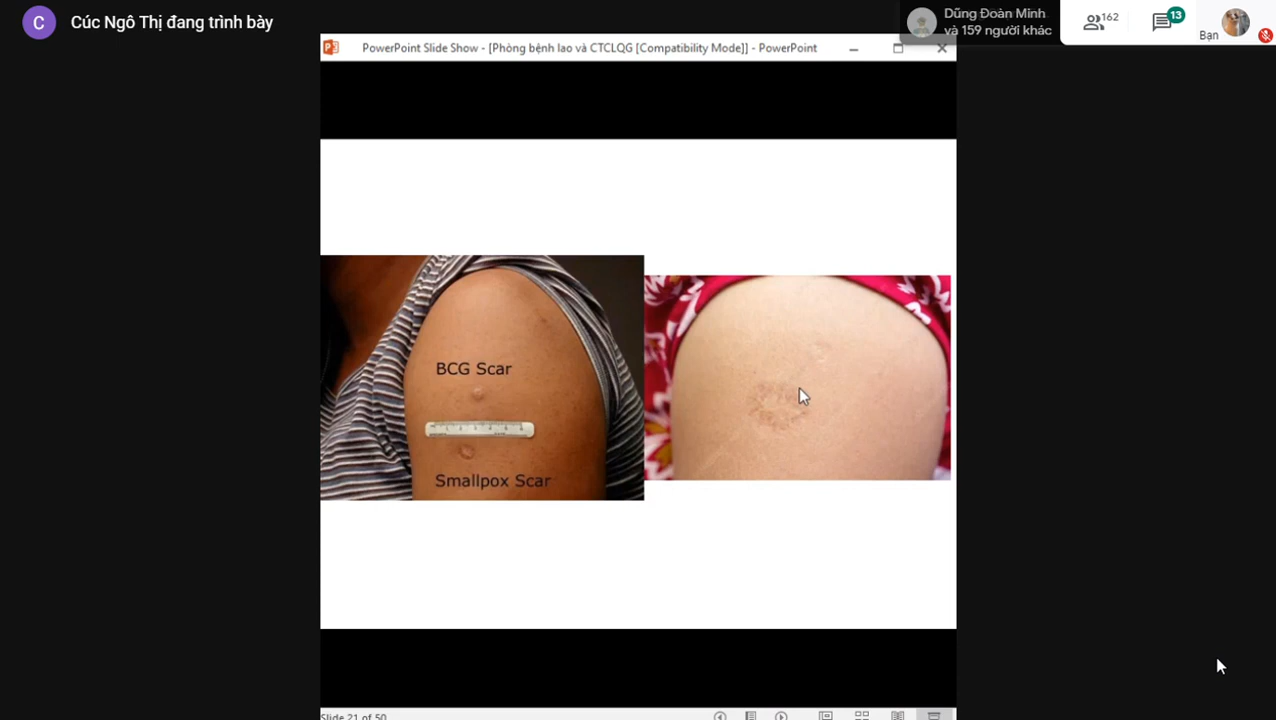 C
Cúc Ngô Thị đang trình bày
Dũng Đoàn Minh
và 159 người khác
162
13
Bạn
PowerPoint Slide Show - [Phòng bệnh lao và CTCLQG [Compatibility Mode]] - PowerPoint
BCG Scar
Smallpox Scar
Slide 21 of 50